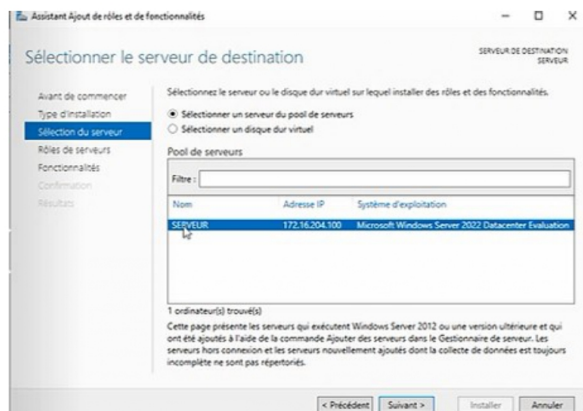 Assistant Ajout de rôles et de fonctionnalités
Sélectionner le serveur de destination
SERVEUR DE DESTINATION
SERVEUR
Avant de commencer
Type d'installation
Sélection du serveur
Rôles de serveurs
Fonctionnalités
Confirmation
Résultats
Sélectionnez le serveur ou le disque dur virtuel sur lequel installer des rôles et des fonctionnalités.
Sélectionner un serveur du pool de serveurs
Sélectionner un disque dur virtuel
Pool de serveurs
Filtre :
Nom Adresse IP Système d'exploitation
SERVEUR 172.16.204.100 Microsoft Windows Server 2022 Datacenter Evaluation
1 ordinateur(s) trouvé(s)
Cette page présente les serveurs qui exécutent Windows Server 2012 ou une version ultérieure et qui
ont été ajoutés à l'aide de la commande Ajouter des serveurs dans le Gestionnaire de serveur. Les
serveurs hors connexion et les serveurs nouvellement ajoutés dont la collecte de données est toujours
incomplète ne sont pas répertoriés.
< Précédent Suivant > Installer Annuler